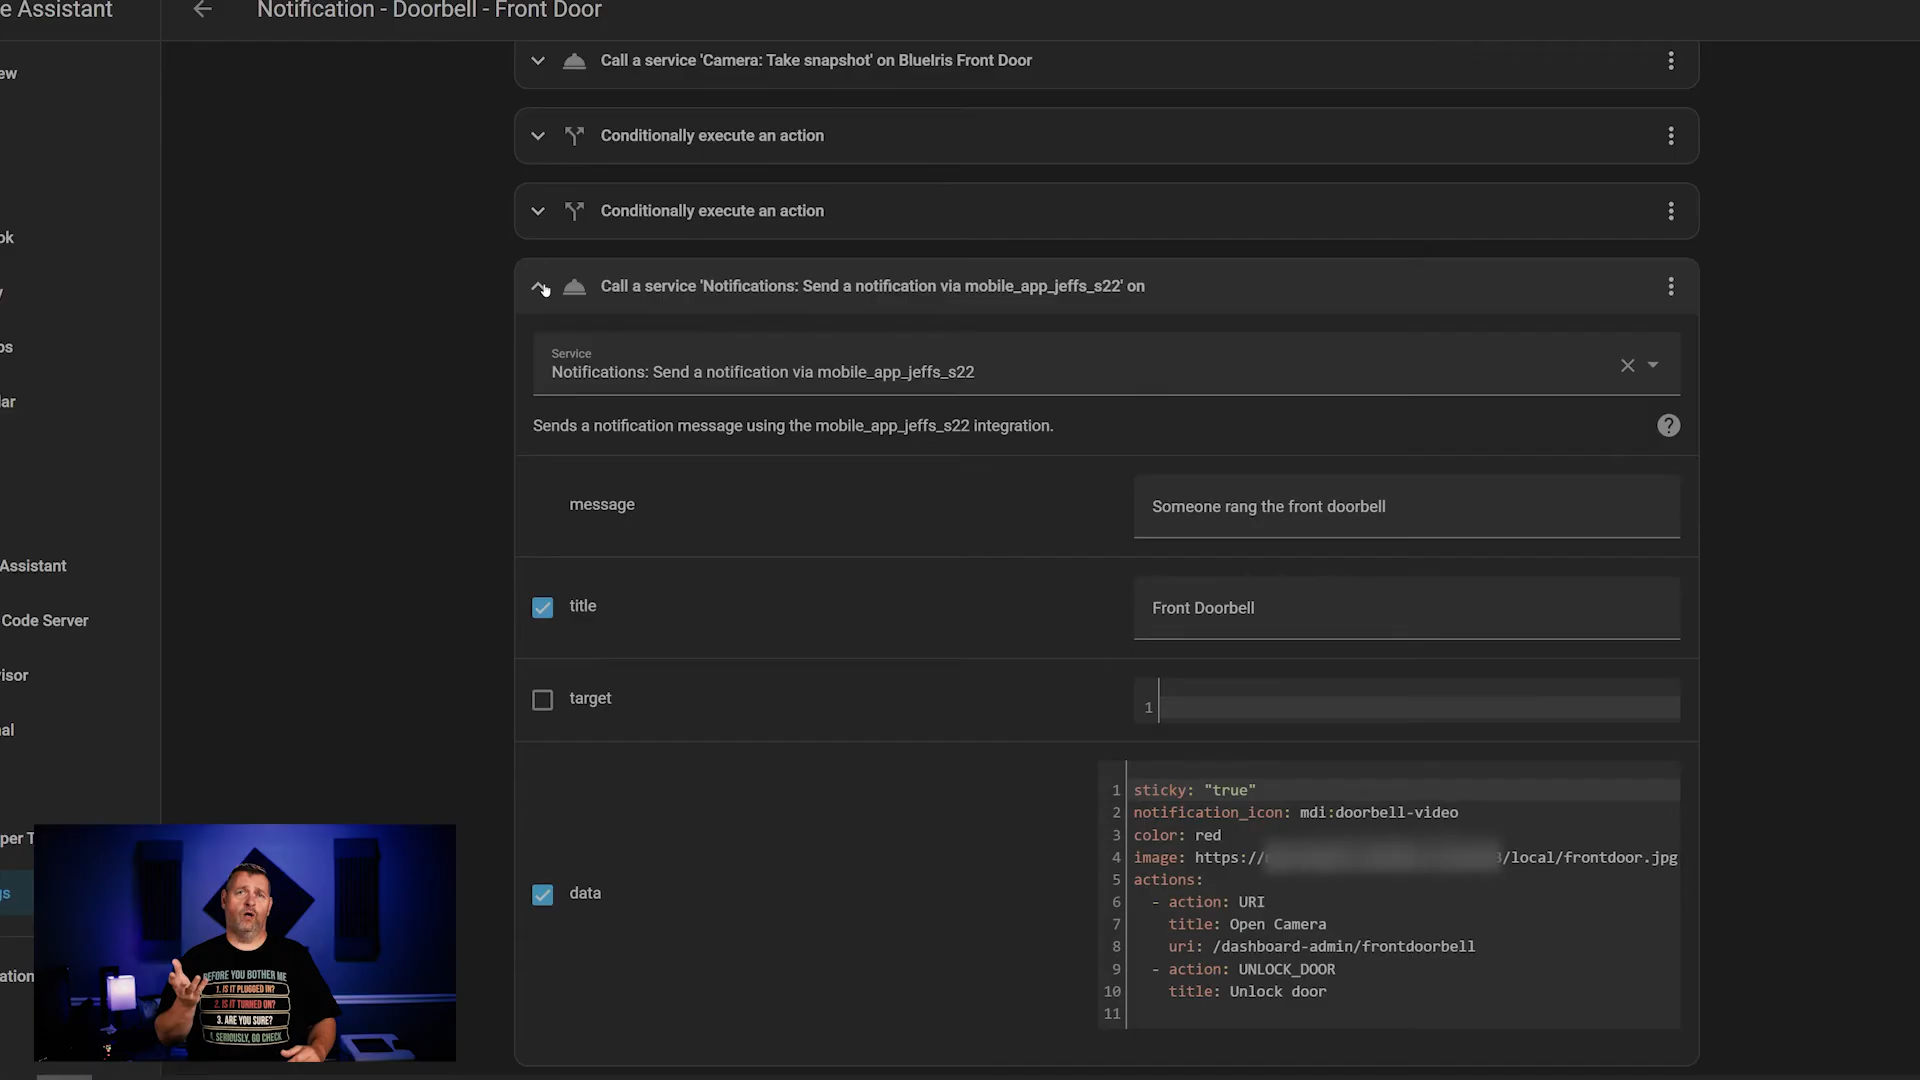 e Assistant
Notification - Doorbell - Front Door
ew
ok
y
os
lar
Assistant
Code Server
isor
al
per T
gs
ation
Call a service 'Camera: Take snapshot' on BlueIris Front Door
Conditionally execute an action
Conditionally execute an action
Call a service 'Notifications: Send a notification via mobile_app_jeffs_s22' on
Service
Notifications: Send a notification via mobile_app_jeffs_s22
Sends a notification message using the mobile_app_jeffs_s22 integration.
?
message
Someone rang the front doorbell
title
Front Doorbell
target
1
data
1 sticky: "true"
2 notification_icon: mdi:doorbell-video
3 color: red
4 image: https:// /local/frontdoor.jpg
5 actions:
6 - action: URI
7 title: Open Camera
8 uri: /dashboard-admin/frontdoorbell
9 - action: UNLOCK_DOOR
10 title: Unlock door
11
BEFORE YOU BOTHER ME
1. IS IT PLUGGED IN?
2. IS IT TURNED ON?
3. ARE YOU SURE?
4. SERIOUSLY, GO CHECK